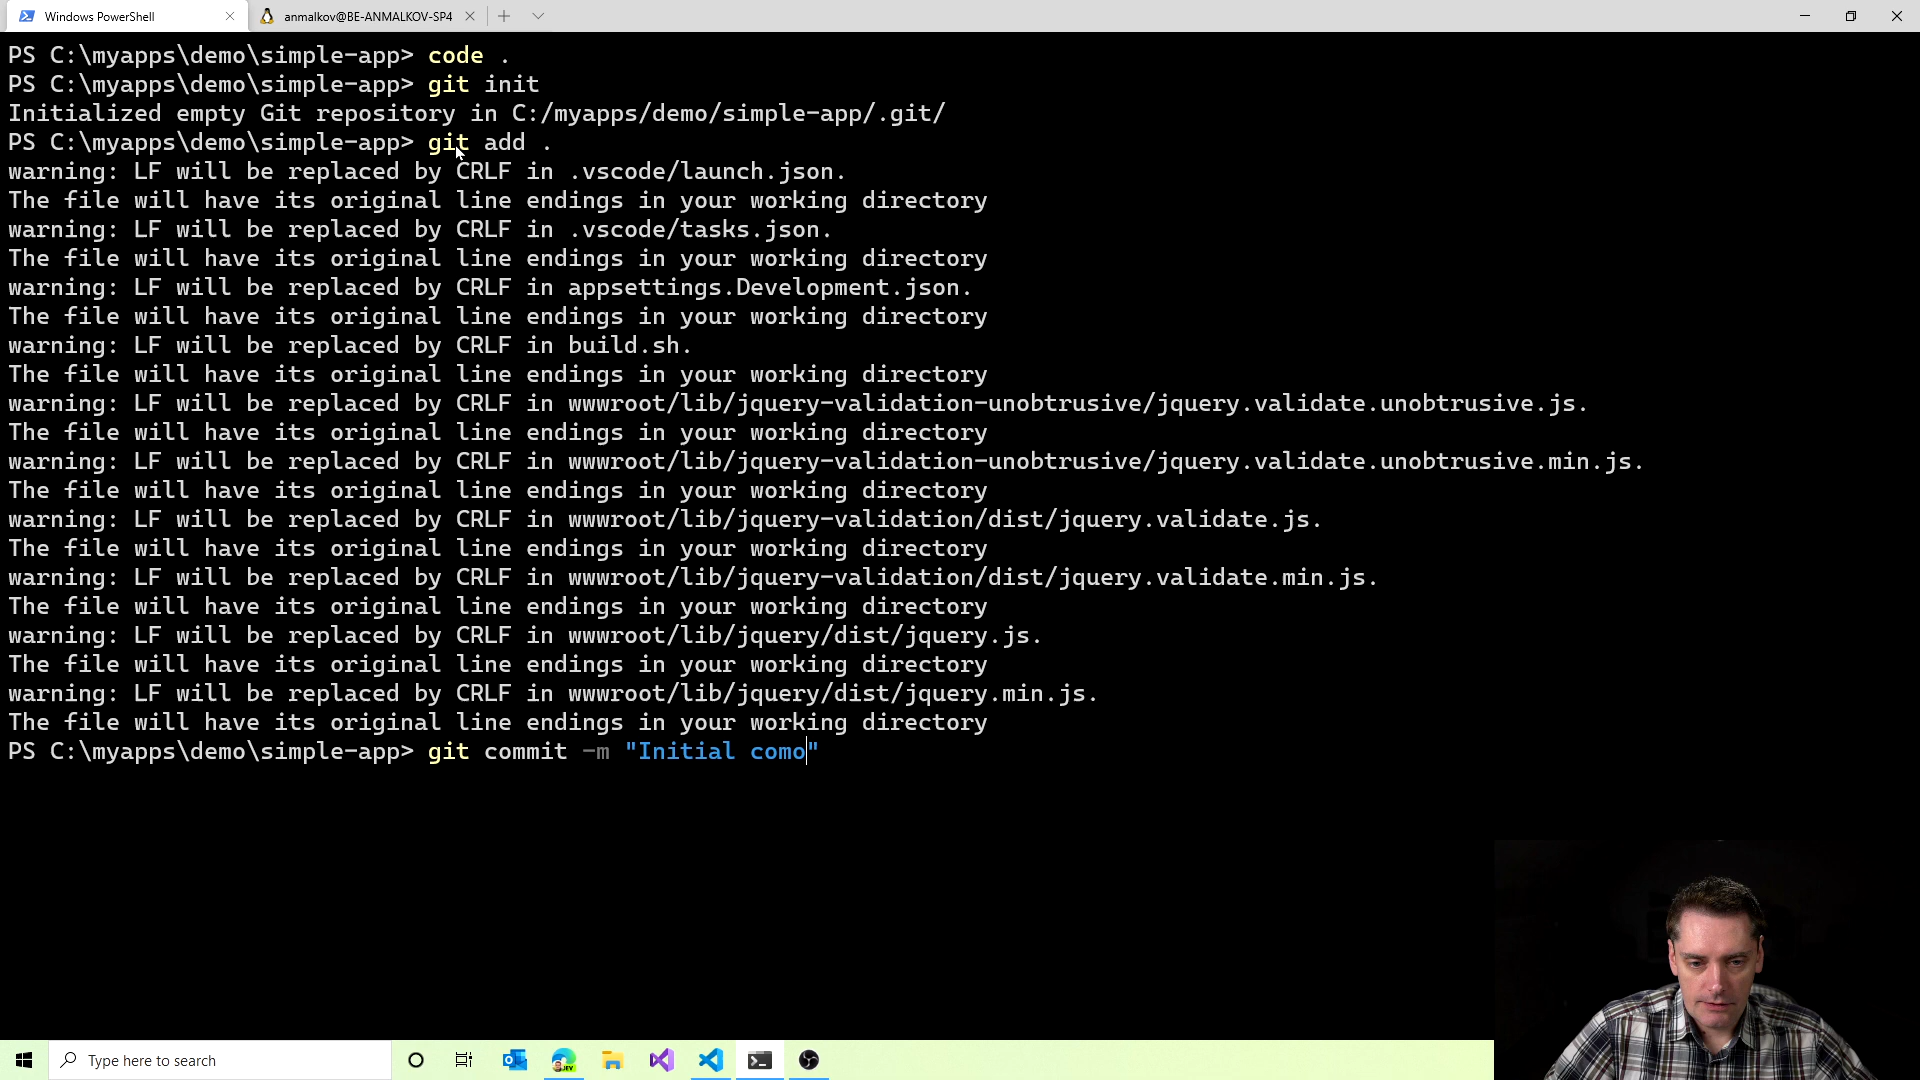 Windows PowerShell
anmalkov@BE-ANMALKOV-SP4
PS C:\myapps\demo\simple-app> code .
PS C:\myapps\demo\simple-app> git init
Initialized empty Git repository in C:/myapps/demo/simple-app/.git/
PS C:\myapps\demo\simple-app> git add .
warning: LF will be replaced by CRLF in .vscode/launch.json.
The file will have its original line endings in your working directory
warning: LF will be replaced by CRLF in .vscode/tasks.json.
The file will have its original line endings in your working directory
warning: LF will be replaced by CRLF in appsettings.Development.json.
The file will have its original line endings in your working directory
warning: LF will be replaced by CRLF in build.sh.
The file will have its original line endings in your working directory
warning: LF will be replaced by CRLF in wwwroot/lib/jquery-validation-unobtrusive/jquery.validate.unobtrusive.js.
The file will have its original line endings in your working directory
warning: LF will be replaced by CRLF in wwwroot/lib/jquery-validation-unobtrusive/jquery.validate.unobtrusive.min.js.
The file will have its original line endings in your working directory
warning: LF will be replaced by CRLF in wwwroot/lib/jquery-validation/dist/jquery.validate.js.
The file will have its original line endings in your working directory
warning: LF will be replaced by CRLF in wwwroot/lib/jquery-validation/dist/jquery.validate.min.js.
The file will have its original line endings in your working directory
warning: LF will be replaced by CRLF in wwwroot/lib/jquery/dist/jquery.js.
The file will have its original line endings in your working directory
warning: LF will be replaced by CRLF in wwwroot/lib/jquery/dist/jquery.min.js.
The file will have its original line endings in your working directory
PS C:\myapps\demo\simple-app> git commit -m "Initial como"
Type here to search